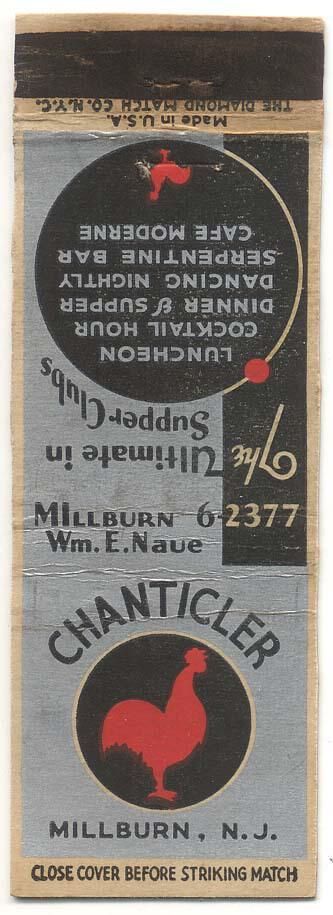 THE DIAMOND MATCH CO. N.Y.C.
Made in U.S.A.
CAFE MODERNE
SERPENTINE BAR
DANCING NIGHTLY
DINNER & SUPPER
COCKTAIL HOUR
LUNCHEON
The Ultimate in
Supper Clubs
MILLBURN 6-2377
Wm. E. Naue
CHANTICLER
MILLBURN, N.J.
CLOSE COVER BEFORE STRIKING MATCH